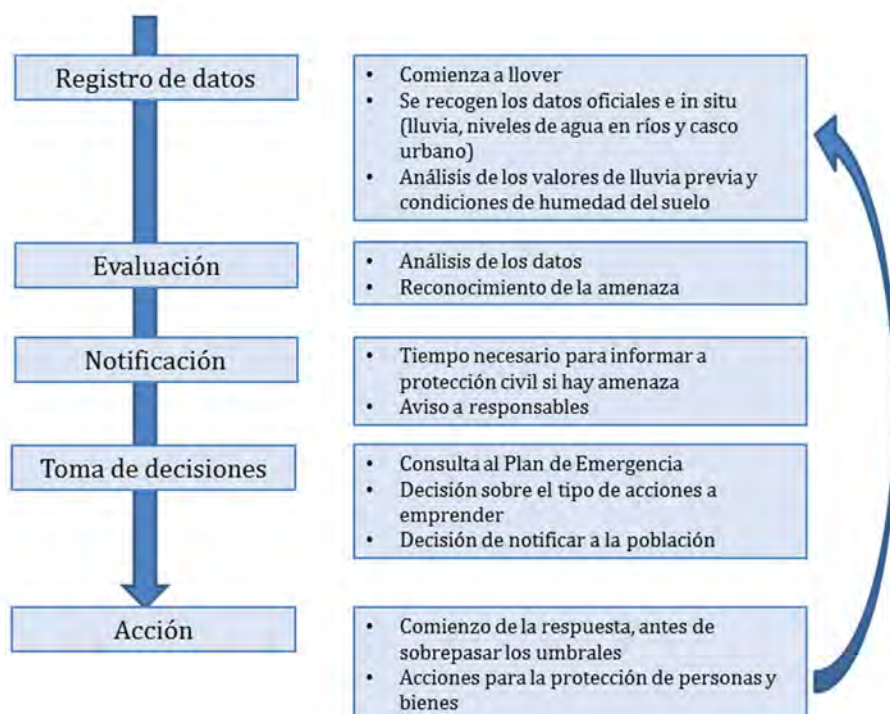 Registro de datos
• Comienza a llover
• Se recogen los datos oficiales e in situ
(lluvia, niveles de agua en ríos y casco
urbano)
• Análisis de los valores de lluvia previa y
condiciones de humedad del suelo
Evaluación
• Análisis de los datos
• Reconocimiento de la amenaza
Notificación
• Tiempo necesario para informar a
protección civil si hay amenaza
• Aviso a responsables
Toma de decisiones
• Consulta al Plan de Emergencia
• Decisión sobre el tipo de acciones a
emprender
• Decisión de notificar a la población
Acción
• Comienzo de la respuesta, antes de
sobrepasar los umbrales
• Acciones para la protección de personas y
bienes